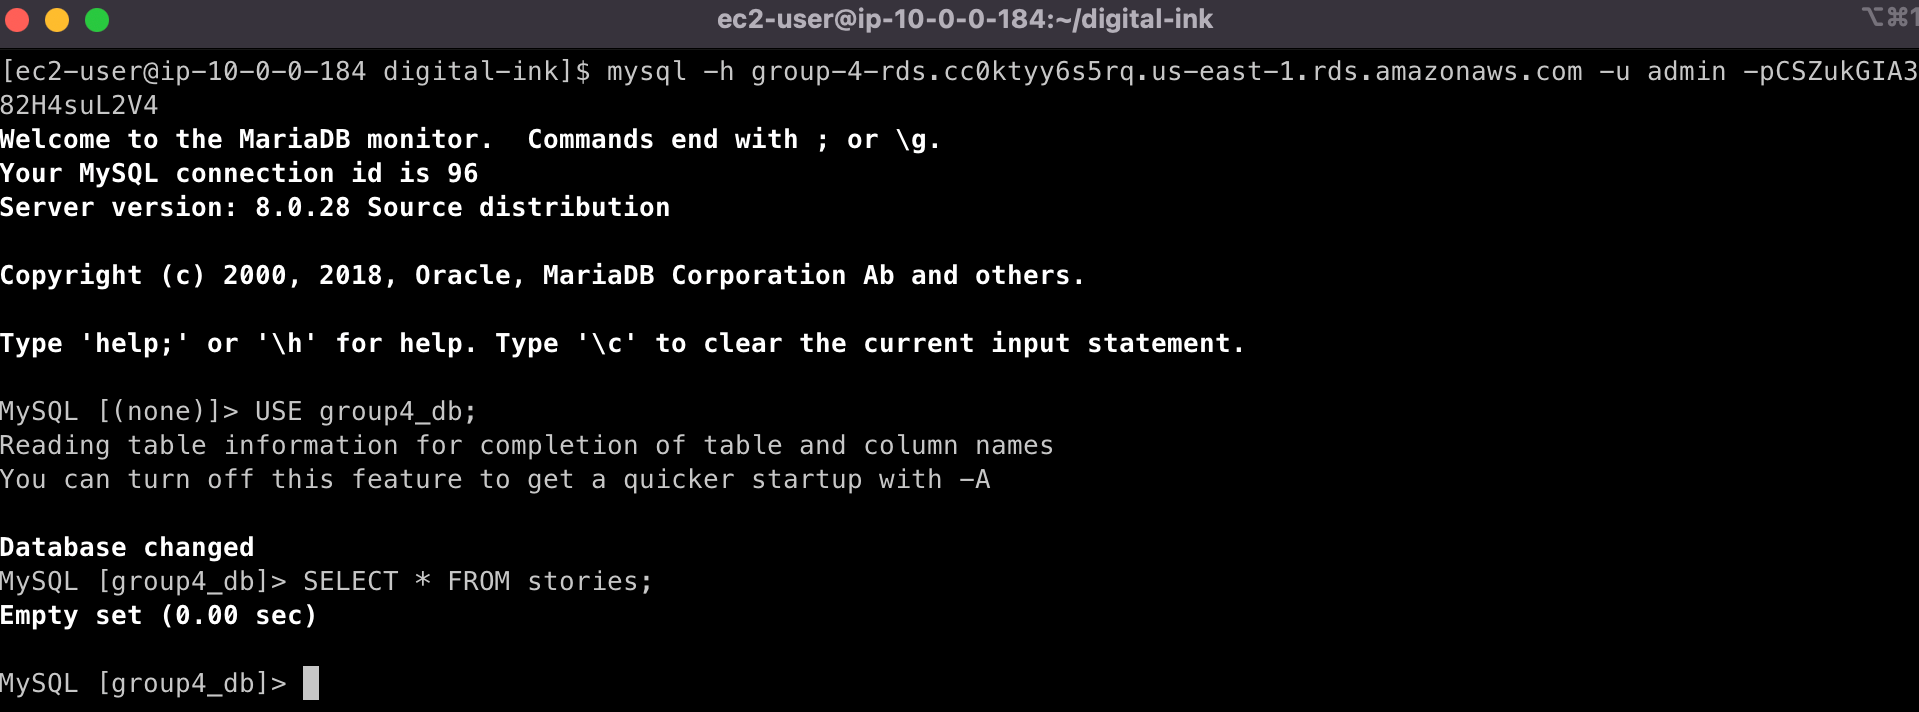 ec2-user@ip-10-0-0-184:~/digital-ink
⌥⌘1
[ec2-user@ip-10-0-0-184 digital-ink]$ mysql -h group-4-rds.cc0ktyy6s5rq.us-east-1.rds.amazonaws.com -u admin -pCSZukGIA3
82H4suL2V4
Welcome to the MariaDB monitor.  Commands end with ; or \g.
Your MySQL connection id is 96
Server version: 8.0.28 Source distribution
Copyright (c) 2000, 2018, Oracle, MariaDB Corporation Ab and others.
Type 'help;' or '\h' for help. Type '\c' to clear the current input statement.
MySQL [(none)]> USE group4_db;
Reading table information for completion of table and column names
You can turn off this feature to get a quicker startup with -A
Database changed
MySQL [group4_db]> SELECT * FROM stories;
Empty set (0.00 sec)
MySQL [group4_db]>